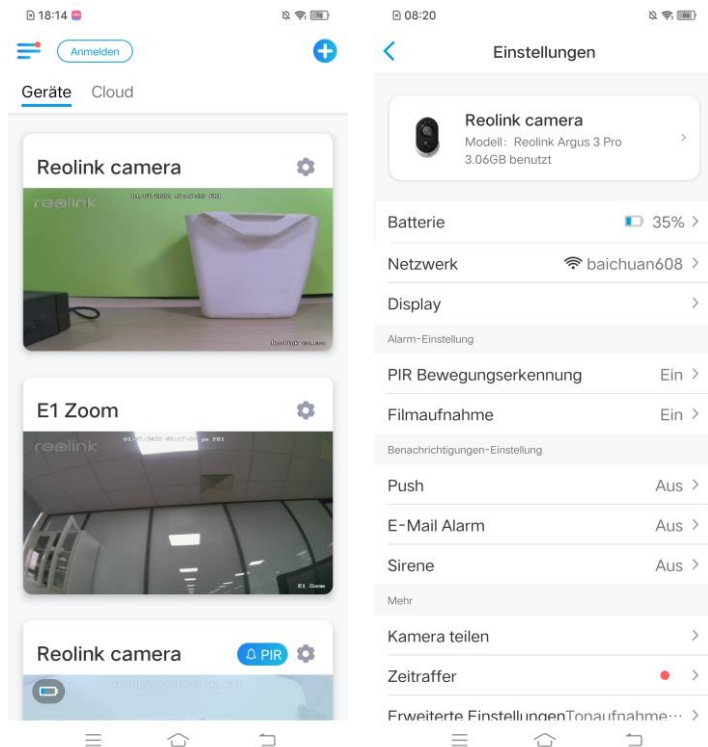 18:14
76
Anmelden
Geräte Cloud
Reolink camera
reolink
E1 Zoom
reolink
E1 Zoom
Reolink camera
PIR
08:20
Einstellungen
Reolink camera
Modell: Reolink Argus 3 Pro
3.06GB benutzt
Batterie 35%
Netzwerk baichuan608
Display
Alarm-Einstellung
PIR Bewegungserkennung Ein
Filmaufnahme Ein
Benachrichtigungen-Einstellung
Push Aus
E-Mail Alarm Aus
Sirene Aus
Mehr
Kamera teilen
Zeitraffer
Erweiterte EinstellungenTonaufnahme···